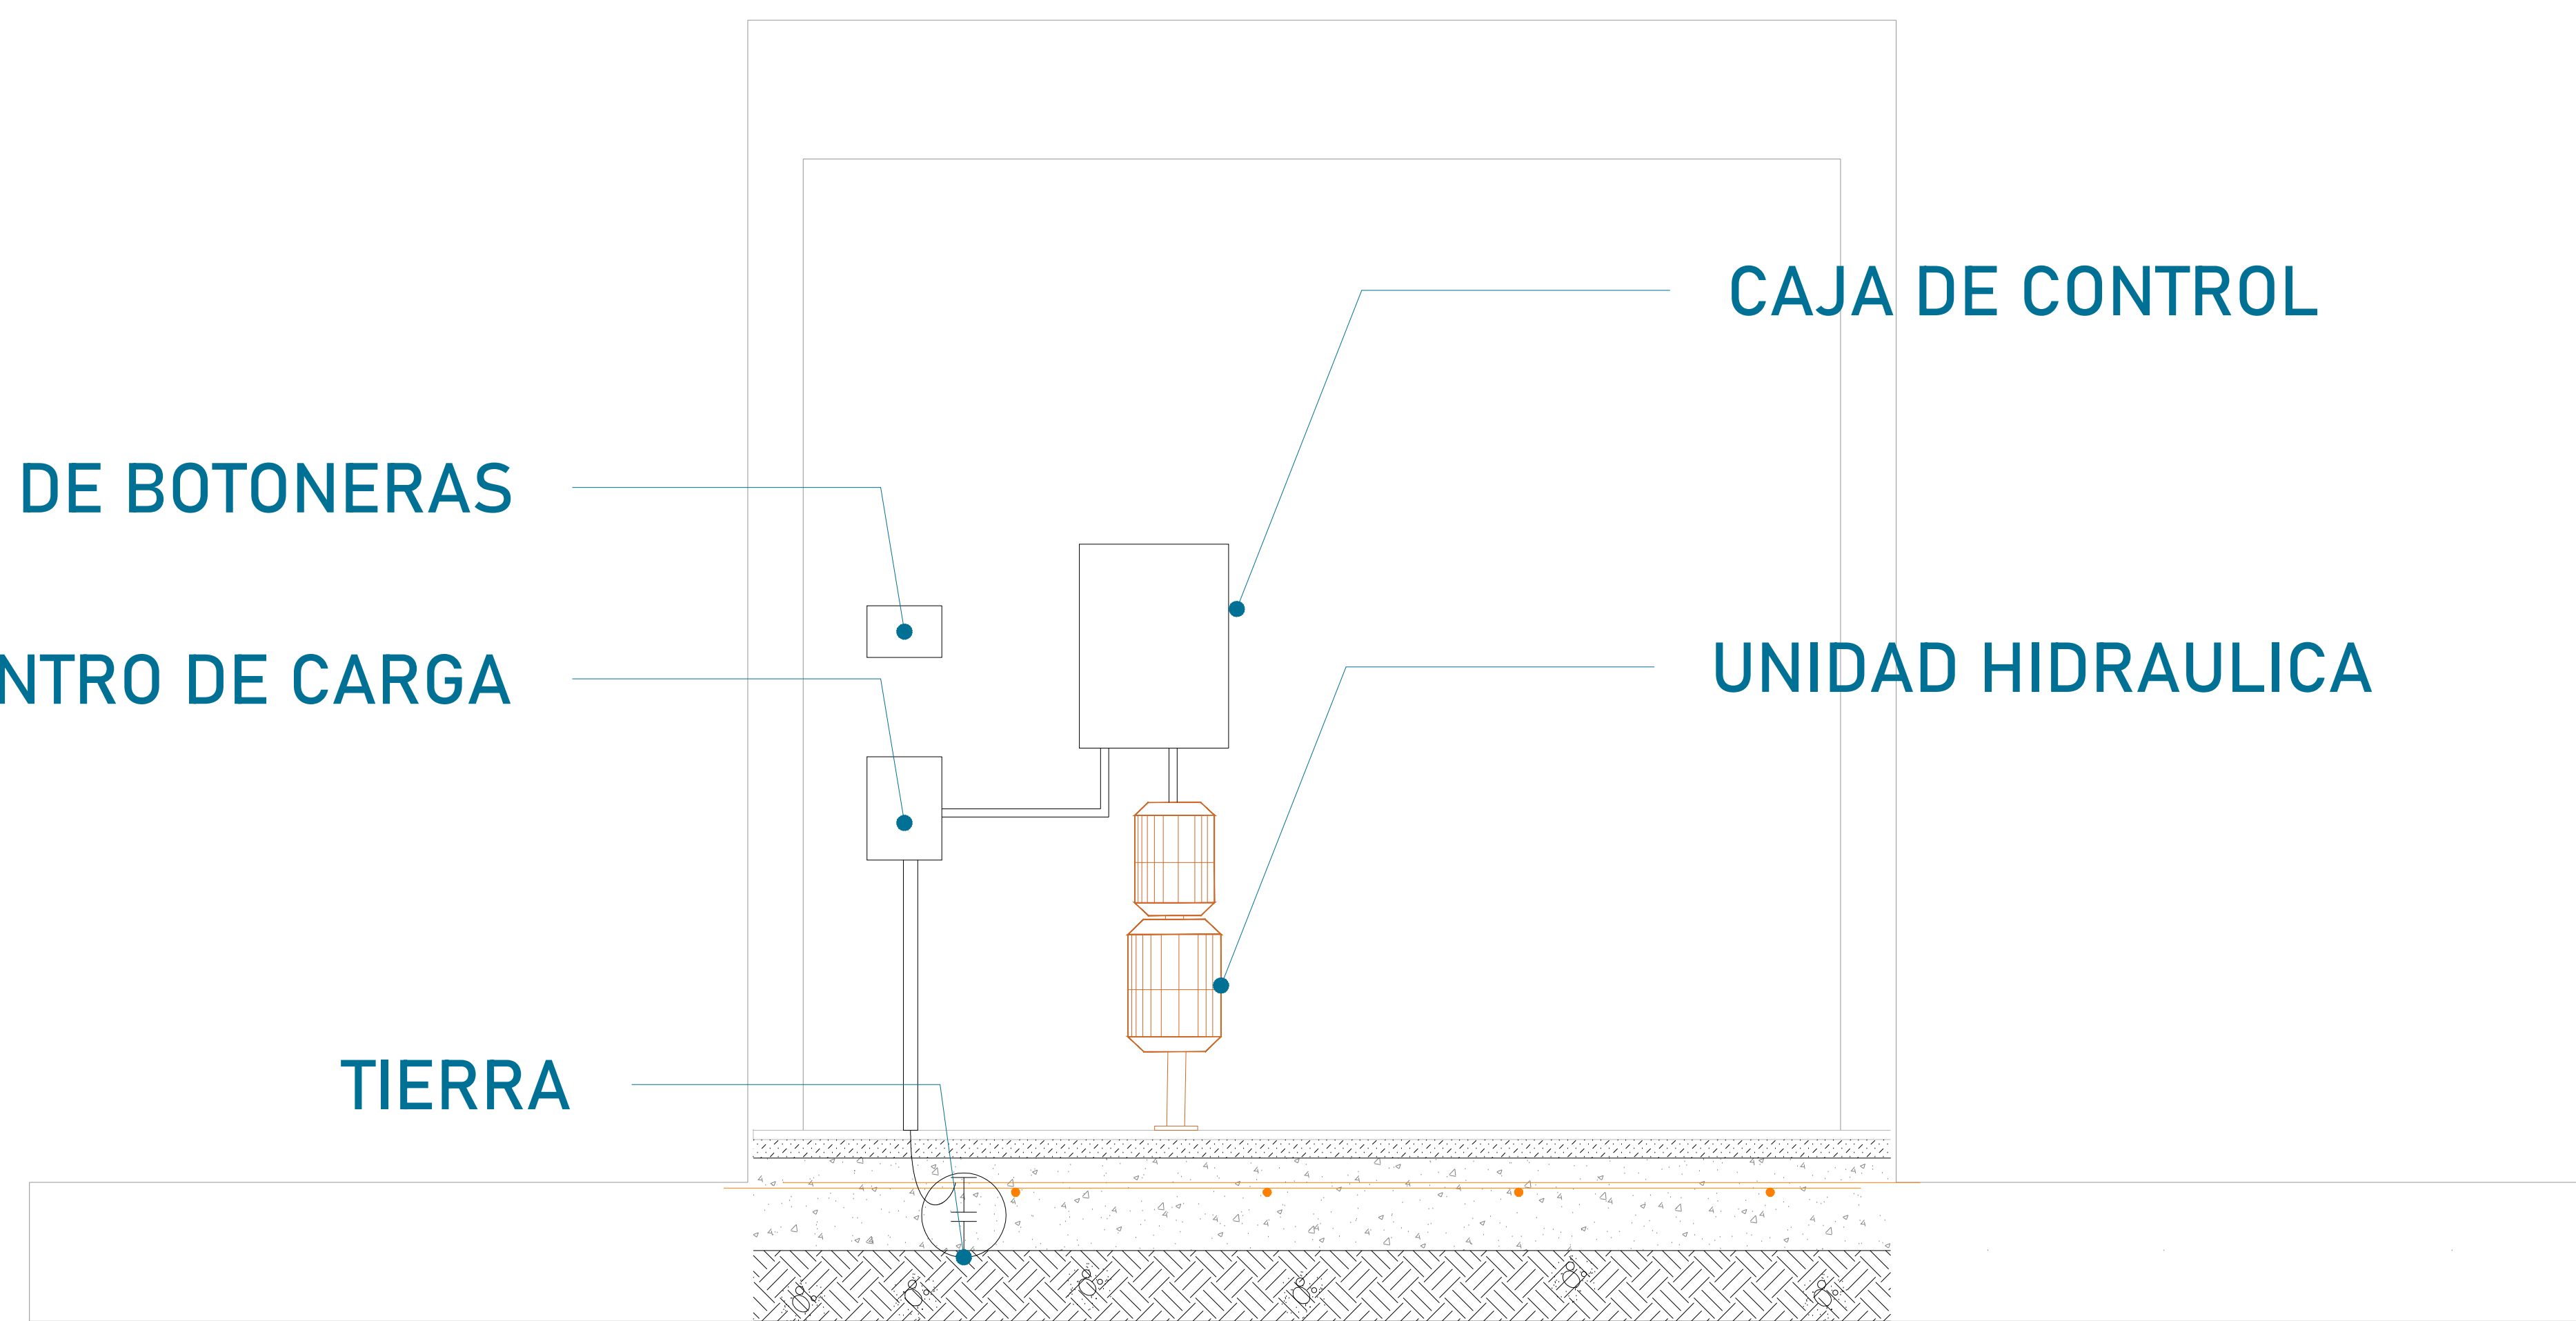 CAJA DE CONTROL
DE BOTONERAS
UNIDAD HIDRAULICA
NTRO DE CARGA
TIERRA